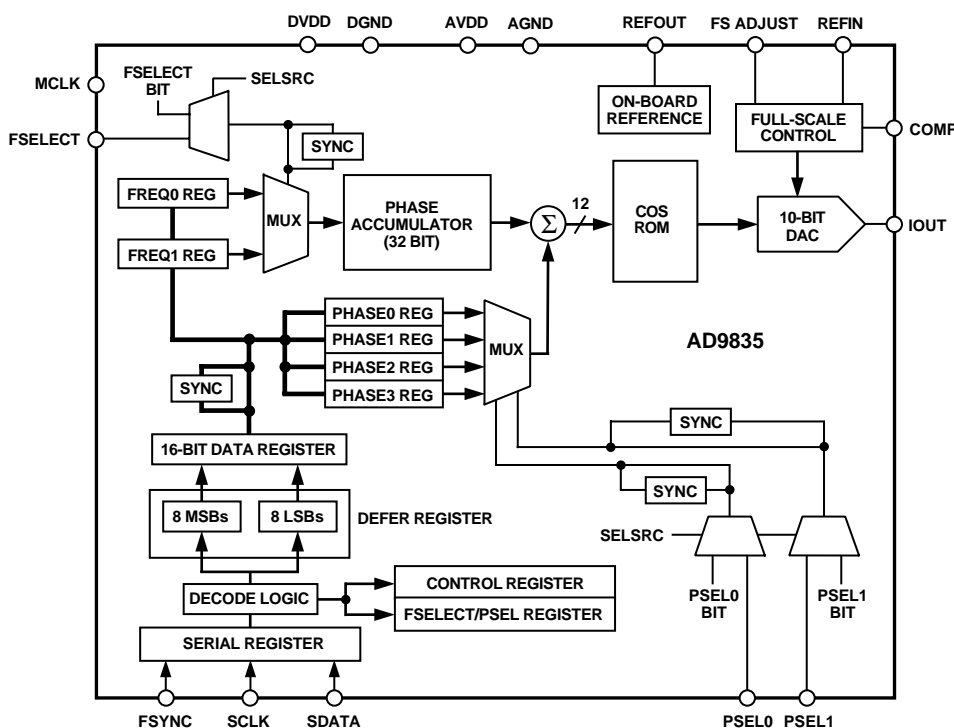 DVDD DGND AVDD AGND REFOUT FS ADJUST REFIN
MCLK
FSELECT
BIT
SELSRC
FSELECT
SYNC
ON-BOARD
REFERENCE
FULL-SCALE
CONTROL
COMP
FREQ0 REG
FREQ1 REG
MUX
PHASE
ACCUMULATOR
(32 BIT)
Σ
12
COS
ROM
10-BIT
DAC
IOUT
PHASE0 REG
PHASE1 REG
PHASE2 REG
PHASE3 REG
MUX
AD9835
SYNC
SYNC
SYNC
16-BIT DATA REGISTER
8 MSBs
8 LSBs
DEFER REGISTER
SELSRC
DECODE LOGIC
CONTROL REGISTER
FSELECT/PSEL REGISTER
PSEL0
BIT
PSEL1
BIT
SERIAL REGISTER
FSYNC SCLK SDATA PSEL0 PSEL1